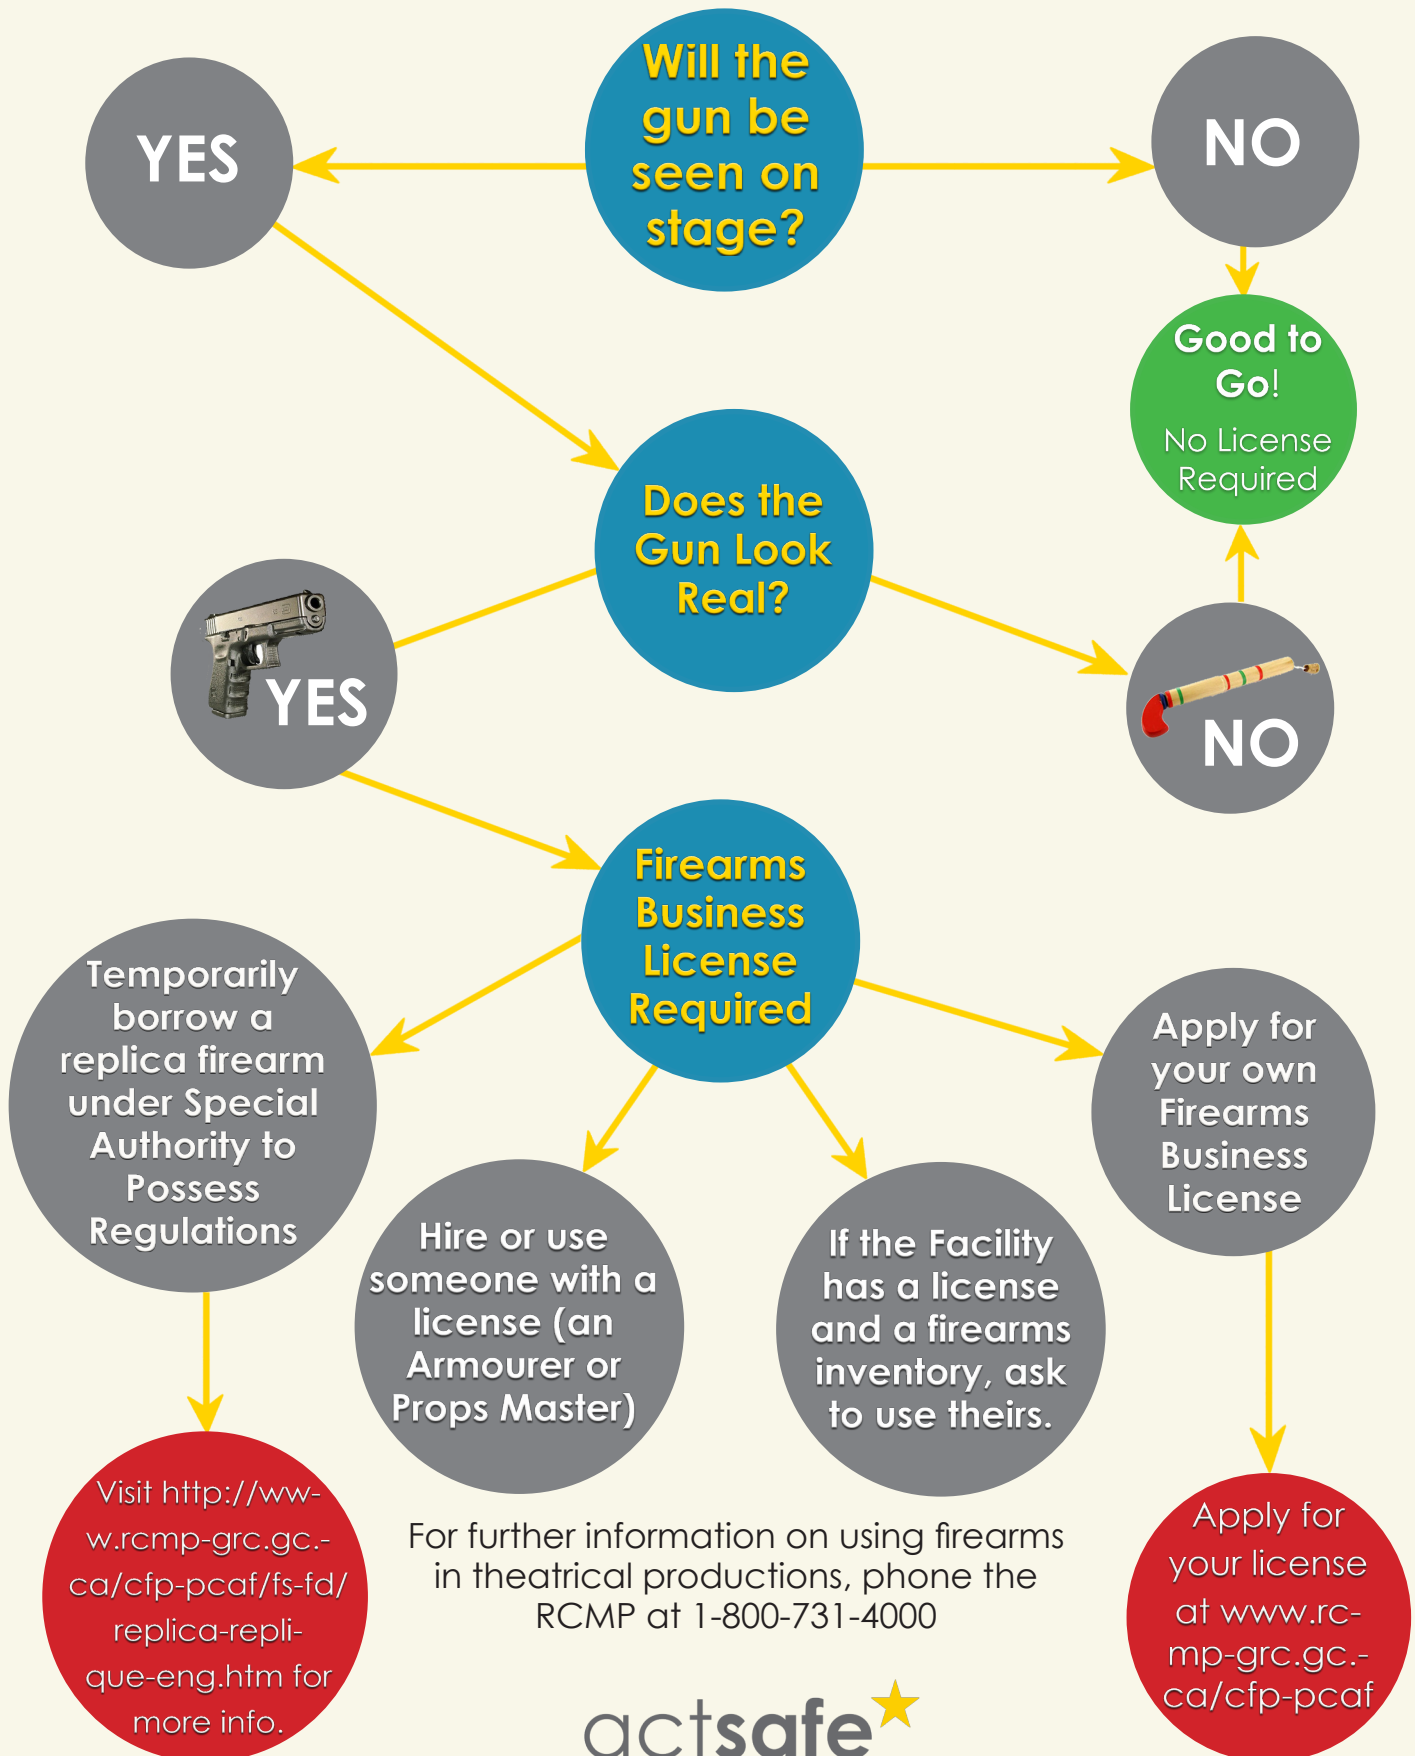 Will the
gun be
seen on
stage?
YES
NO
Good to
Go!
No License
Required
Does the
Gun Look
Real?
YES
NO
Firearms
Business
License
Required
Temporarily
borrow a
replica firearm
under Special
Authority to
Possess
Regulations
Hire or use
someone with a
license (an
Armourer or
Props Master)
If the Facility
has a license
and a firearms
inventory, ask
to use theirs.
Apply for
your own
Firearms
Business
License
Visit http://ww-
w.rcmp-grc.gc.-
ca/cfp-pcaf/fs-fd/
replica-repli-
que-eng.htm for
more info.
For further information on using firearms
in theatrical productions, phone the
RCMP at 1-800-731-4000
Apply for
your license
at www.rc-
mp-grc.gc.-
ca/cfp-pcaf
actsafe